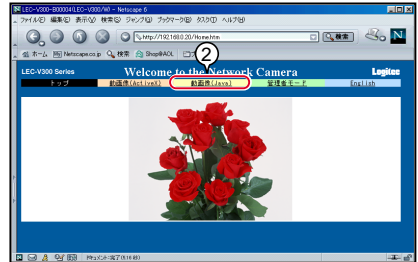 LEC-V300-B00004(LEC-V300/W) - Netscape 6
ファイル(F) 編集(E) 表示(V) 検索(S) ジャンプ(G) ブックマーク(B) タスク(T) ヘルプ(H)
http://192.168.0.20/Home.htm 検索 N
ホーム Netscape.co.jp 検索 Shop@AOL
②
LEC-V300 Series Welcome to the Network Camera Logitec
トップ 動画像(ActiveX) 動画像(Java) 管理者モード English